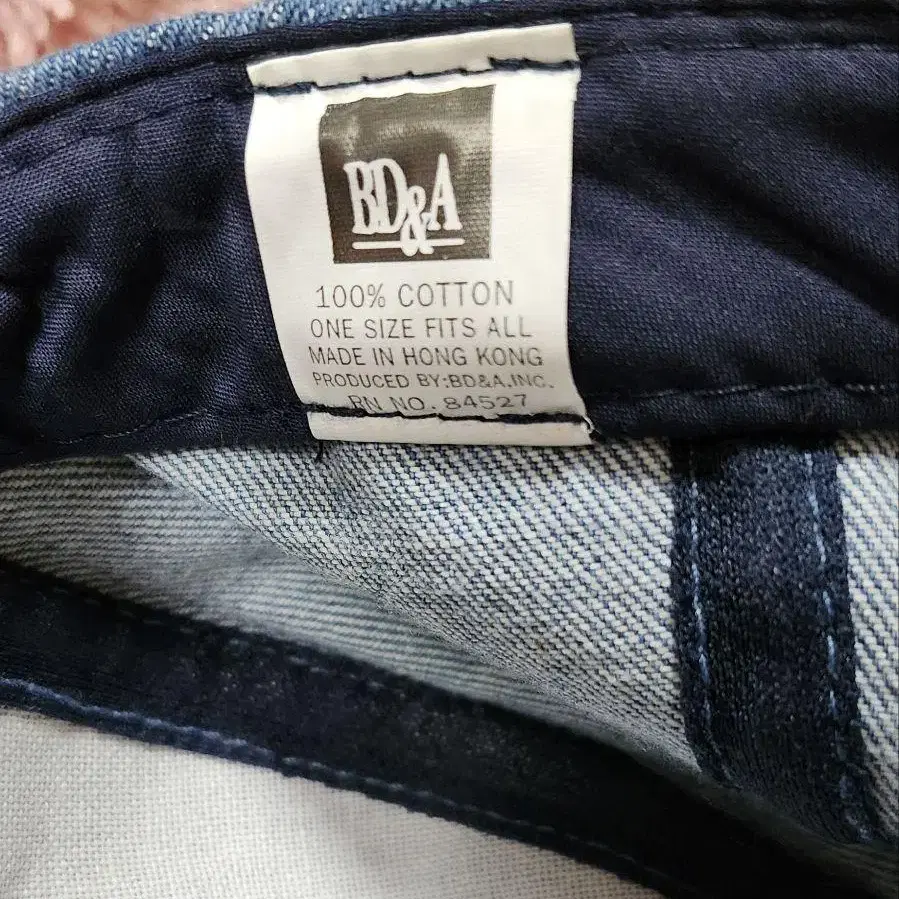 BD&A
100% COTTON
ONE SIZE FITS ALL
MADE IN HONG KONG
PRODUCED BY:BD&A,INC.
RN NO. 84527